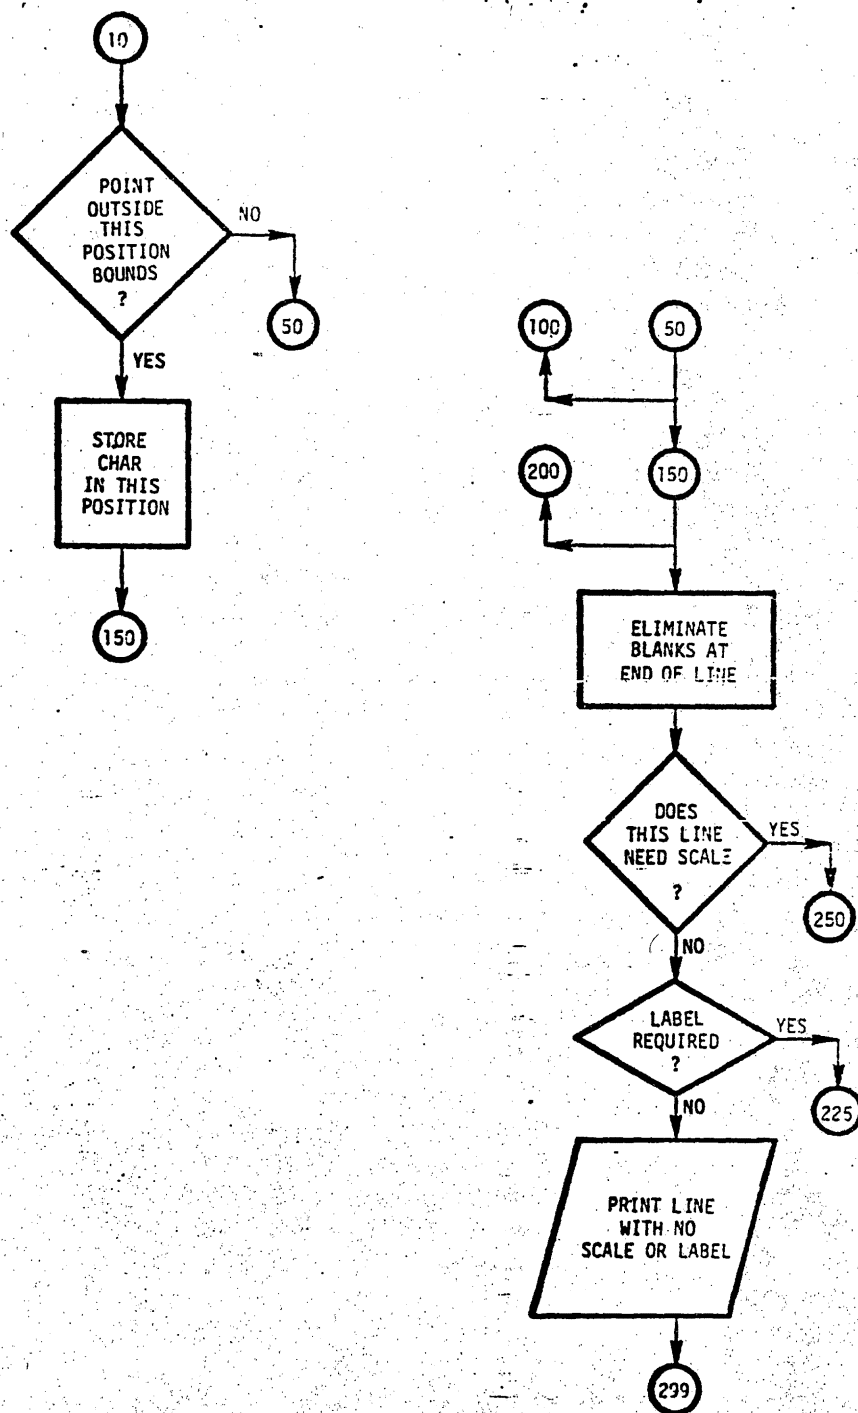 10
POINT
OUTSIDE
THIS
POSITION
BOUNDS
?
NO
50
YES
STORE
CHAR
IN THIS
POSITION
150
100
50
200
150
ELIMINATE
BLANKS AT
END OF LINE
DOES
THIS LINE
NEED SCALE
?
YES
250
NO
LABEL
REQUIRED
?
YES
225
NO
PRINT LINE
WITH NO
SCALE OR LABEL
299